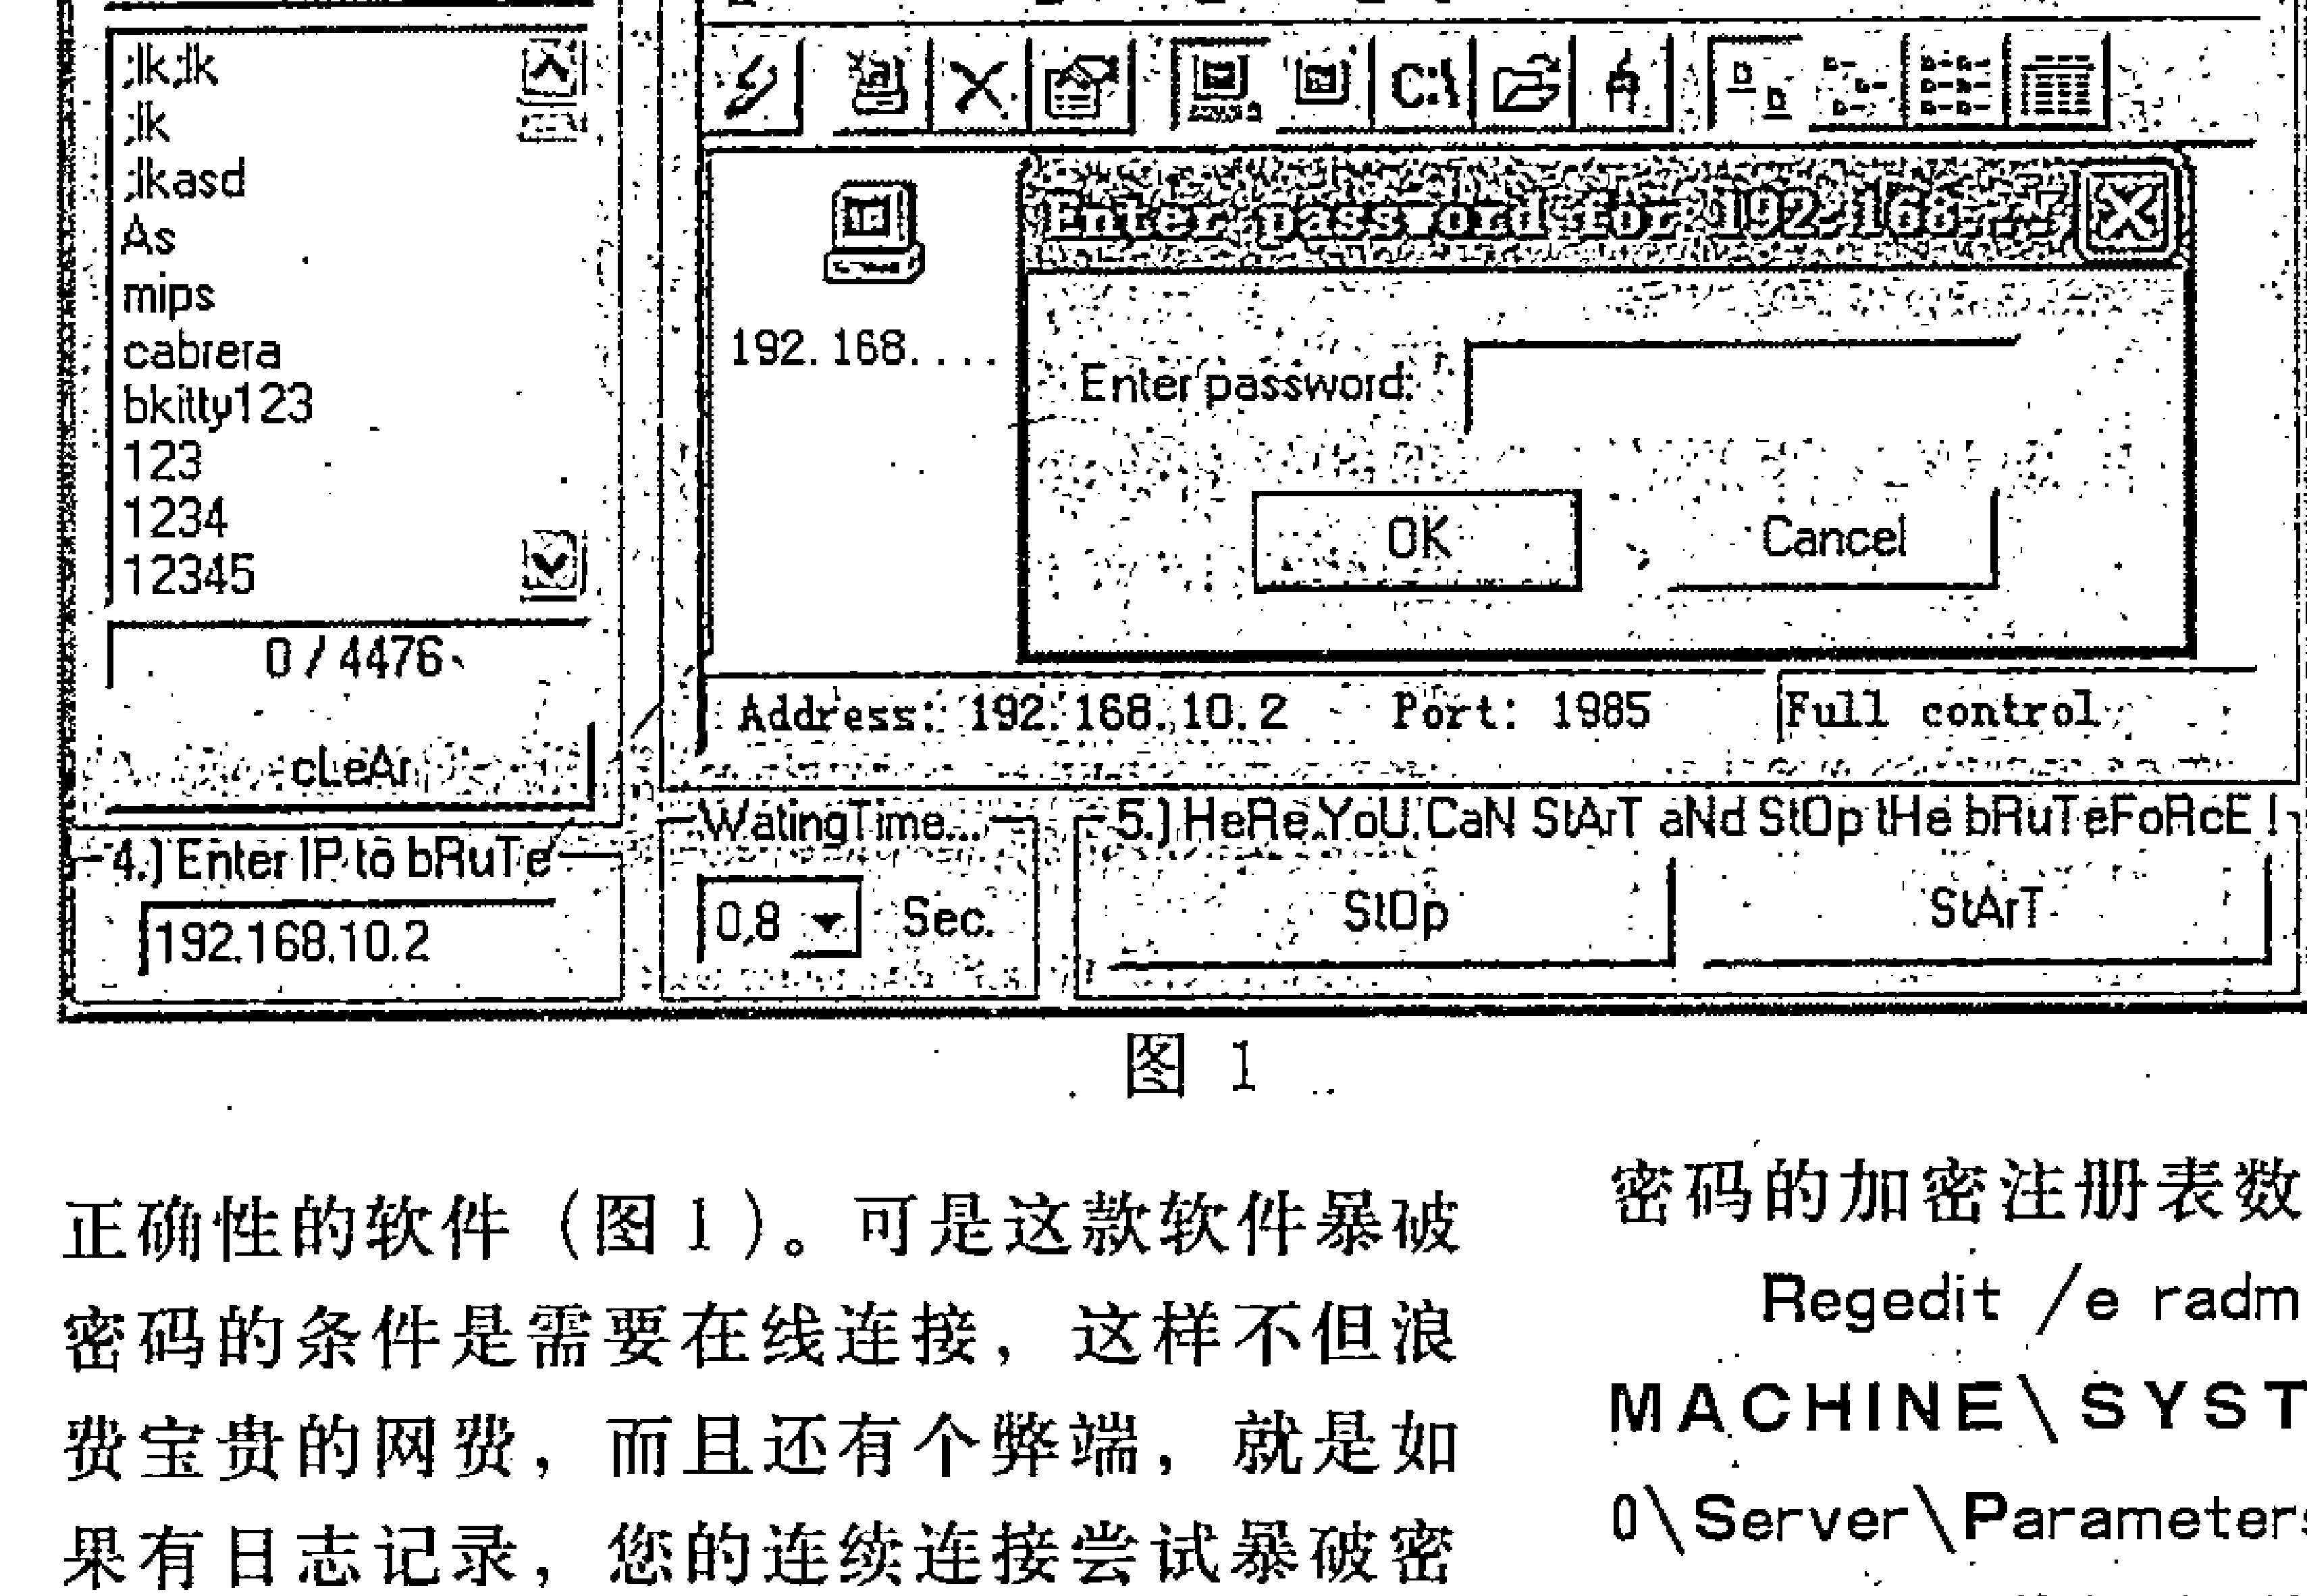 ;lk;lk
;lk
;lkasd
As
mips
cabrera
bkitty123
123
1234
12345
0 / 4476
cLeAr
4.) Enter IP to bRuTe
192.168.10.2
C:\
Enter password for 192.168.
192.168....
Enter password:
OK
Cancel
Address: 192.168.10.2 Port: 1985 Full control
WatingTime...
0,8 Sec.
5.) HeRe YoU CaN StArT aNd StOp tHe bRuTeFoRcE !
StOp
StArT
图 1
正确性的软件（图 1）。可是这款软件暴破
密码的条件是需要在线连接，这样不但浪
费宝贵的网费，而且还有个弊端，就是如
果有日志记录，您的连续连接尝试暴破密
密码的加密注册表数
Regedit /e radm
MACHINE\SYST
0\Server\Parameters